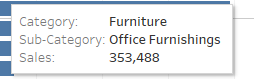 Category: Furniture
Sub-Category: Office Furnishings
Sales: 353,488